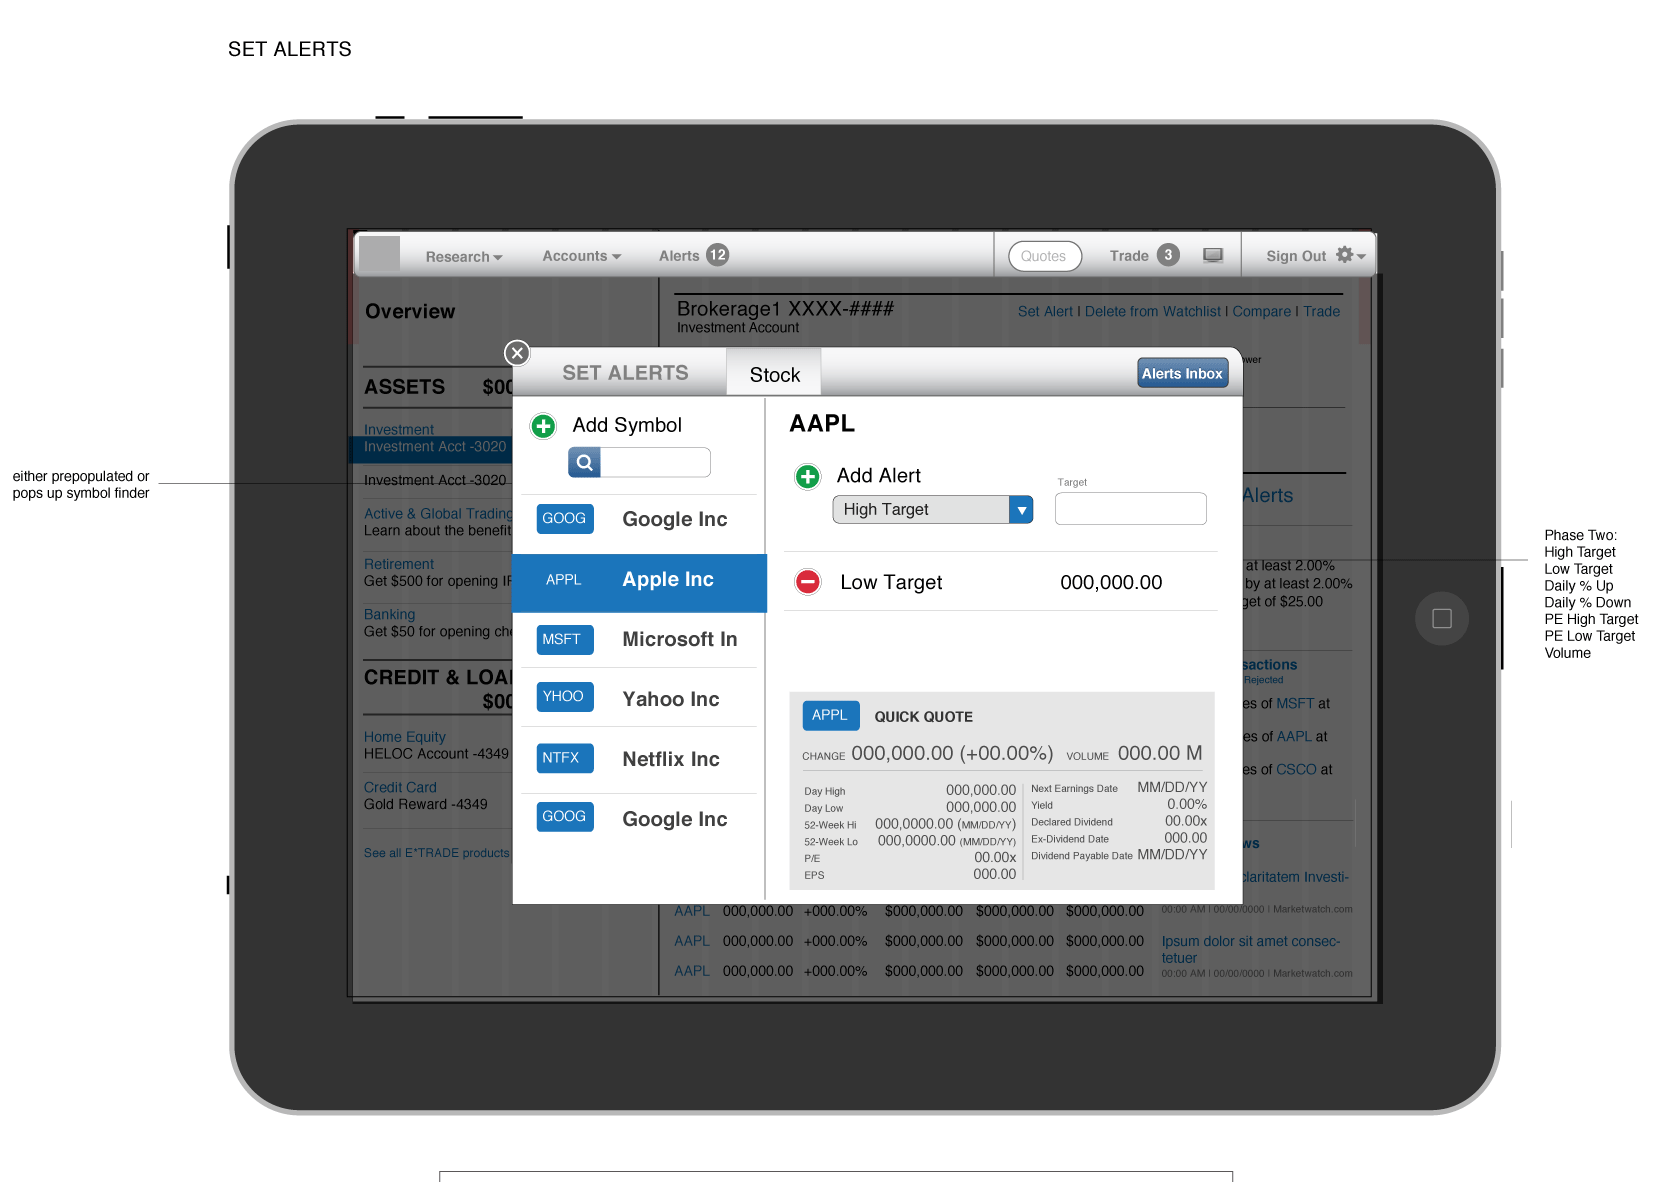 SET ALERTS
Research
Accounts
Alerts 12
Quotes
Trade 3
Sign Out
Overview
Brokerage1 XXXX-####
Investment Account
Set Alert I Delete from Watchlist I Compare I Trade
ASSETS $00
Investment
Investment Acct -3020
Investment Acct -3020
Active & Global Trading
Learn about the benefit
Retirement
Get $500 for opening IR
Banking
Get $50 for opening che
CREDIT & LOA
$00
Home Equity
HELOC Account -4349
Credit Card
Gold Reward -4349
See all E*TRADE products
either prepopulated or
pops up symbol finder
SET ALERTS
Stock
Alerts Inbox
Add Symbol
GOOG Google Inc
APPL Apple Inc
MSFT Microsoft In
YHOO Yahoo Inc
NTFX Netflix Inc
GOOG Google Inc
AAPL
Add Alert
High Target
Target
Low Target 000,000.00
APPL QUICK QUOTE
CHANGE 000,000.00 (+00.00%) VOLUME 000.00 M
Day High 000,000.00
Day Low 000,000.00
52-Week Hi 000,0000.00 (MM/DD/YY)
52-Week Lo 000,0000.00 (MM/DD/YY)
P/E 00.00x
EPS 000.00
Next Earnings Date MM/DD/YY
Yield 0.00%
Declared Dividend 00.00x
Ex-Dividend Date 000.00
Dividend Payable Date MM/DD/YY
ower
Alerts
at least 2.00%
by at least 2.00%
get of $25.00
sactions
Rejected
es of MSFT at
es of AAPL at
es of CSCO at
ws
claritatem Investi-
00:00 AM I 00/00/0000 I Marketwatch.com
Ipsum dolor sit amet consec-
tetuer
00:00 AM I 00/00/0000 I Marketwatch.com
AAPL 000,000.00 +000.00% $000,000.00 $000,000.00 $000,000.00
AAPL 000,000.00 +000.00% $000,000.00 $000,000.00 $000,000.00
AAPL 000,000.00 +000.00% $000,000.00 $000,000.00 $000,000.00
Phase Two:
High Target
Low Target
Daily % Up
Daily % Down
PE High Target
PE Low Target
Volume